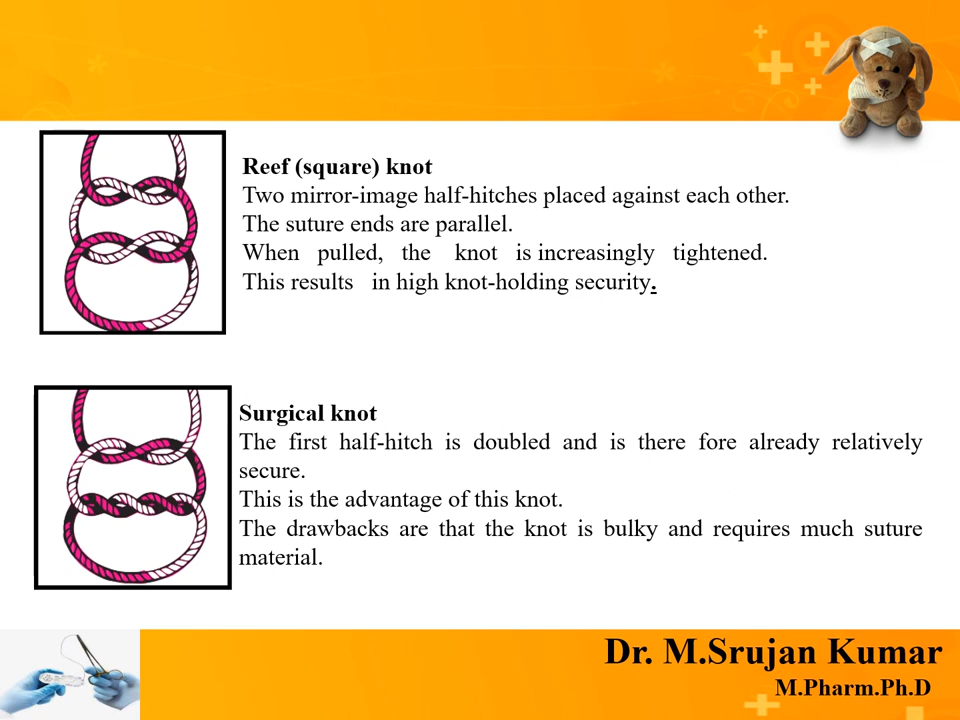 Reef (square) knot
Two mirror-image half-hitches placed against each other.
The suture ends are parallel.
When pulled, the knot is increasingly tightened.
This results in high knot-holding security.
Surgical knot
The first half-hitch is doubled and is there fore already relatively
secure.
This is the advantage of this knot.
The drawbacks are that the knot is bulky and requires much suture
material.
Dr. M.Srujan Kumar
M.Pharm.Ph.D